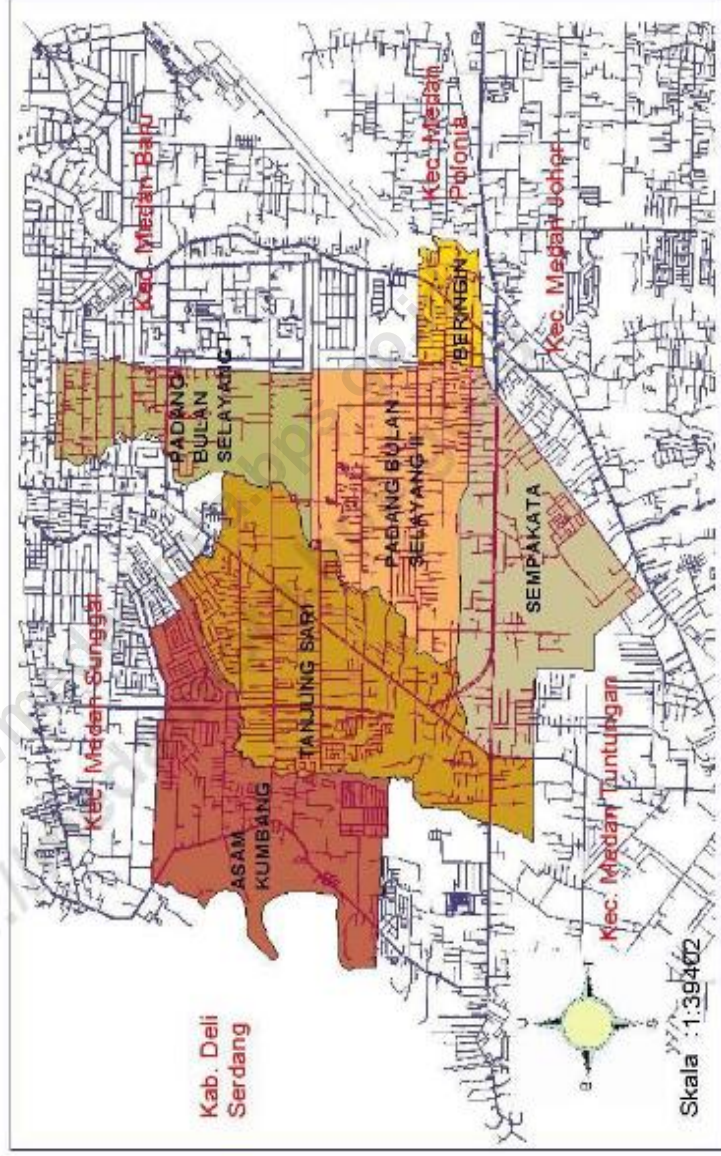 Kec. Medan Baru
Kec. Medan
Polonia
Kec. Medan Sunggal
PADANG
BULAN
SELAYANG I
BERINGIN
Kec. Medan Johor
PADANG BULAN
SELAYANG II
TANJUNG SARI
SEMPAKATA
ASAM
KUMBANG
Kec. Medan Tuntungan
Kab. Deli
Serdang
U
B
T
S
Skala :1:39402